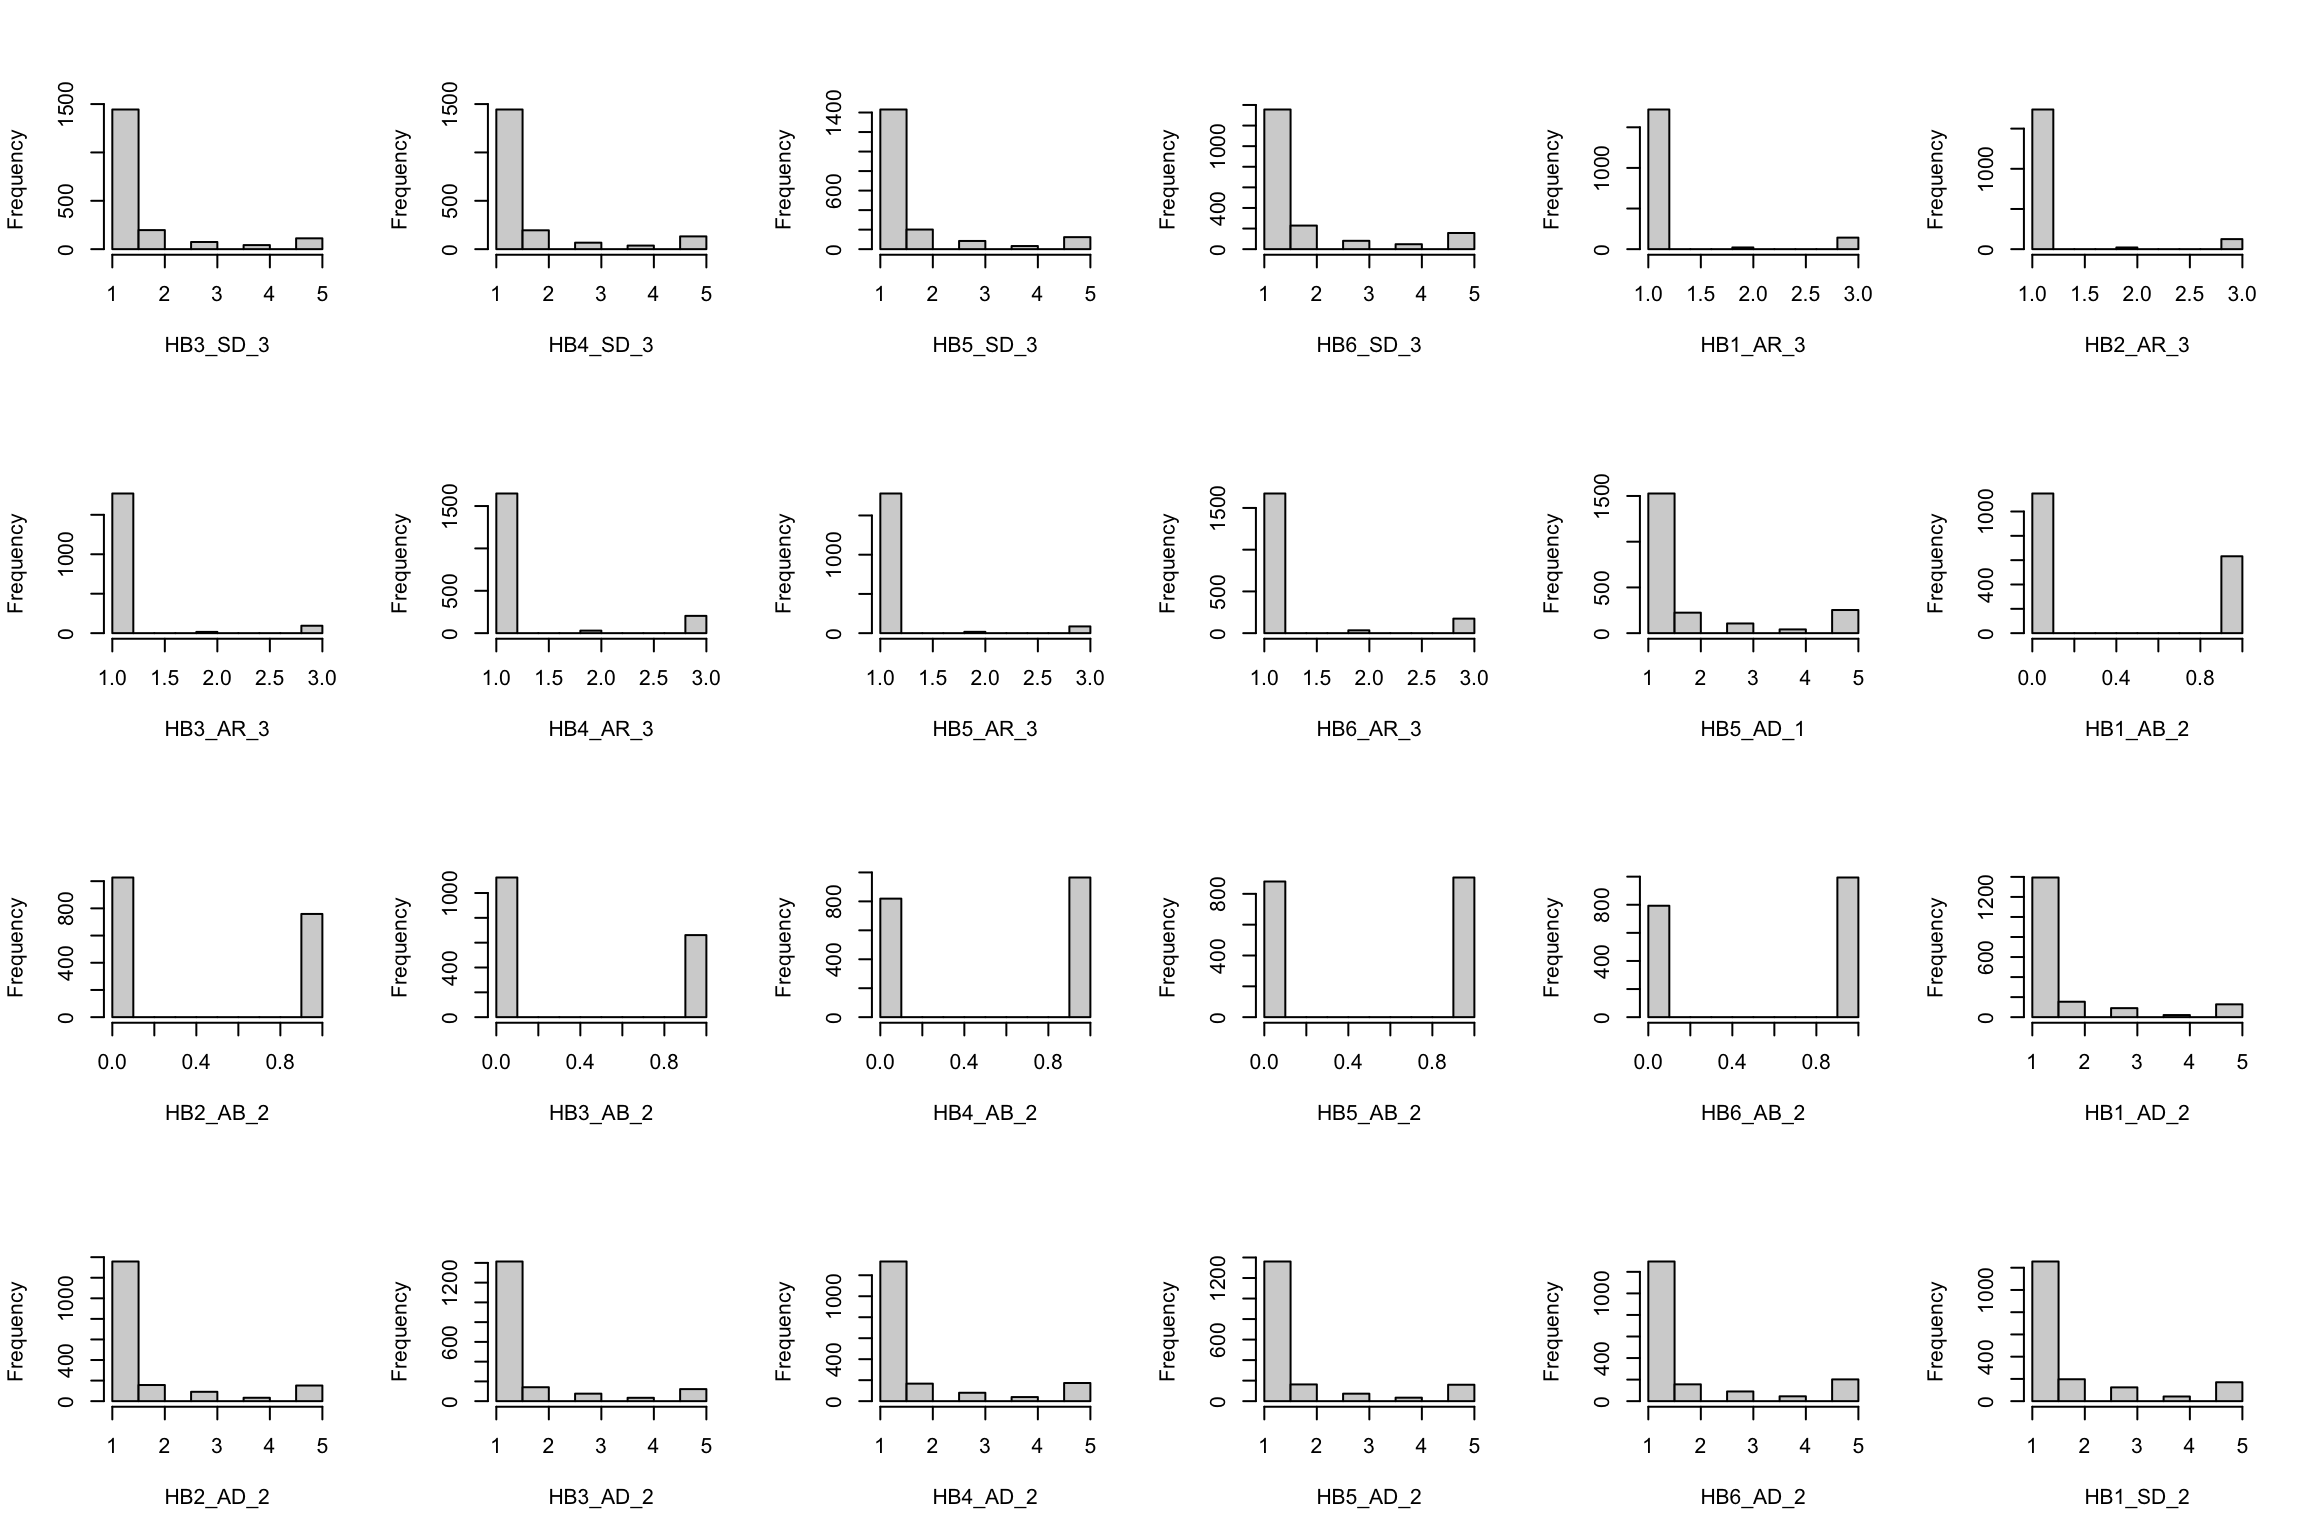 Frequency
0 500 1500
1 2 3 4 5
HB3_SD_3
Frequency
0 500 1500
1 2 3 4 5
HB4_SD_3
Frequency
0 600 1400
1 2 3 4 5
HB5_SD_3
Frequency
0 400 1000
1 2 3 4 5
HB6_SD_3
Frequency
0 1000
1.0 1.5 2.0 2.5 3.0
HB1_AR_3
Frequency
0 1000
1.0 1.5 2.0 2.5 3.0
HB2_AR_3
Frequency
0 1000
1.0 1.5 2.0 2.5 3.0
HB3_AR_3
Frequency
0 500 1500
1.0 1.5 2.0 2.5 3.0
HB4_AR_3
Frequency
0 1000
1.0 1.5 2.0 2.5 3.0
HB5_AR_3
Frequency
0 500 1500
1.0 1.5 2.0 2.5 3.0
HB6_AR_3
Frequency
0 500 1500
1 2 3 4 5
HB5_AD_1
Frequency
0 400 1000
0.0 0.4 0.8
HB1_AB_2
Frequency
0 400 800
0.0 0.4 0.8
HB2_AB_2
Frequency
0 400 1000
0.0 0.4 0.8
HB3_AB_2
Frequency
0 400 800
0.0 0.4 0.8
HB4_AB_2
Frequency
0 400 800
0.0 0.4 0.8
HB5_AB_2
Frequency
0 400 800
0.0 0.4 0.8
HB6_AB_2
Frequency
0 600 1200
1 2 3 4 5
HB1_AD_2
Frequency
0 400 1000
1 2 3 4 5
HB2_AD_2
Frequency
0 600 1200
1 2 3 4 5
HB3_AD_2
Frequency
0 400 1000
1 2 3 4 5
HB4_AD_2
Frequency
0 600 1200
1 2 3 4 5
HB5_AD_2
Frequency
0 400 1000
1 2 3 4 5
HB6_AD_2
Frequency
0 400 1000
1 2 3 4 5
HB1_SD_2